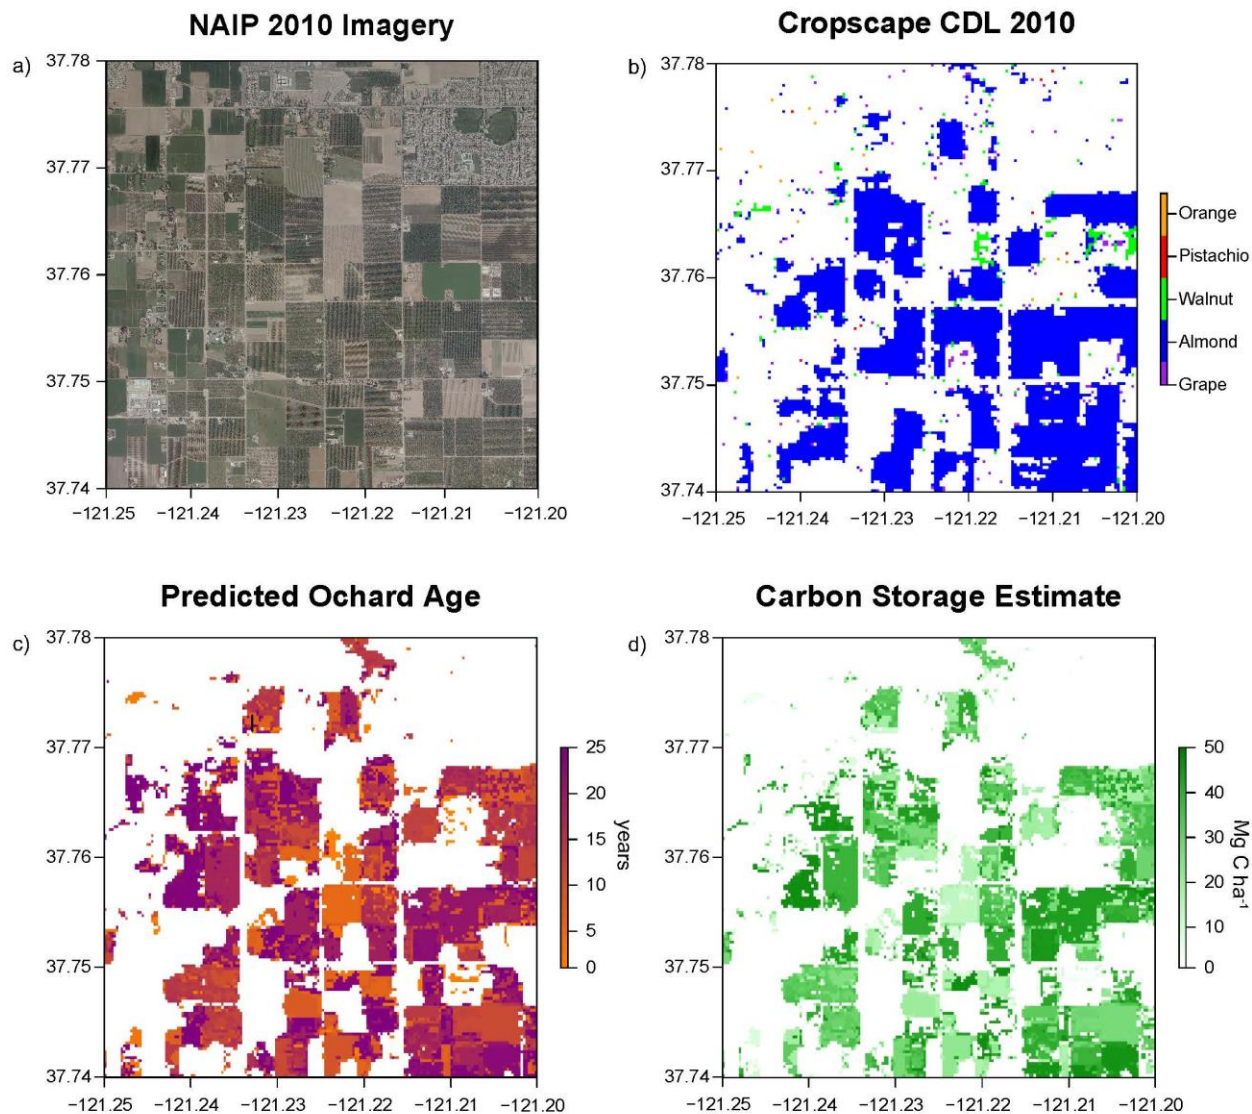 NAIP 2010 Imagery
a)
37.78
37.77
37.76
37.75
37.74
−121.25 −121.24 −121.23 −121.22 −121.21 −121.20
Cropscape CDL 2010
b)
37.78
37.77
37.76
37.75
37.74
−121.25 −121.24 −121.23 −121.22 −121.21 −121.20
Orange
Pistachio
Walnut
Almond
Grape
Predicted Ochard Age
c)
37.78
37.77
37.76
37.75
37.74
−121.25 −121.24 −121.23 −121.22 −121.21 −121.20
25
20
15
10
5
0
years
Carbon Storage Estimate
d)
37.78
37.77
37.76
37.75
37.74
−121.25 −121.24 −121.23 −121.22 −121.21 −121.20
50
40
30
20
10
0
Mg C ha⁻¹